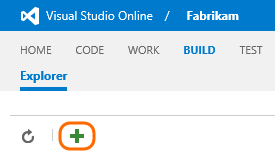 Visual Studio Online / Fabrikam
HOME CODE WORK BUILD TEST
Explorer